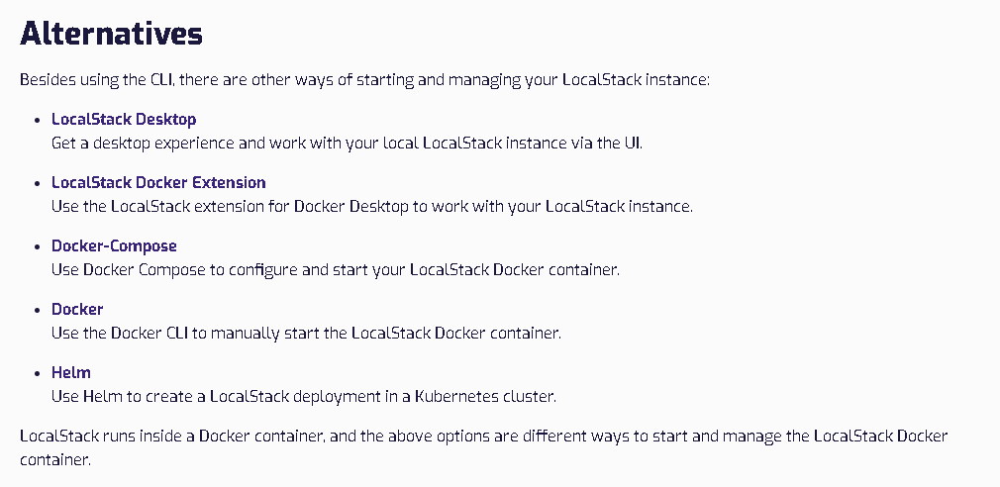 Alternatives
Besides using the CLI, there are other ways of starting and managing your LocalStack instance:
• LocalStack Desktop
Get a desktop experience and work with your local LocalStack instance via the UI.
• LocalStack Docker Extension
Use the LocalStack extension for Docker Desktop to work with your LocalStack instance.
• Docker-Compose
Use Docker Compose to configure and start your LocalStack Docker container.
• Docker
Use the Docker CLI to manually start the LocalStack Docker container.
• Helm
Use Helm to create a LocalStack deployment in a Kubernetes cluster.
LocalStack runs inside a Docker container, and the above options are different ways to start and manage the LocalStack Docker
container.